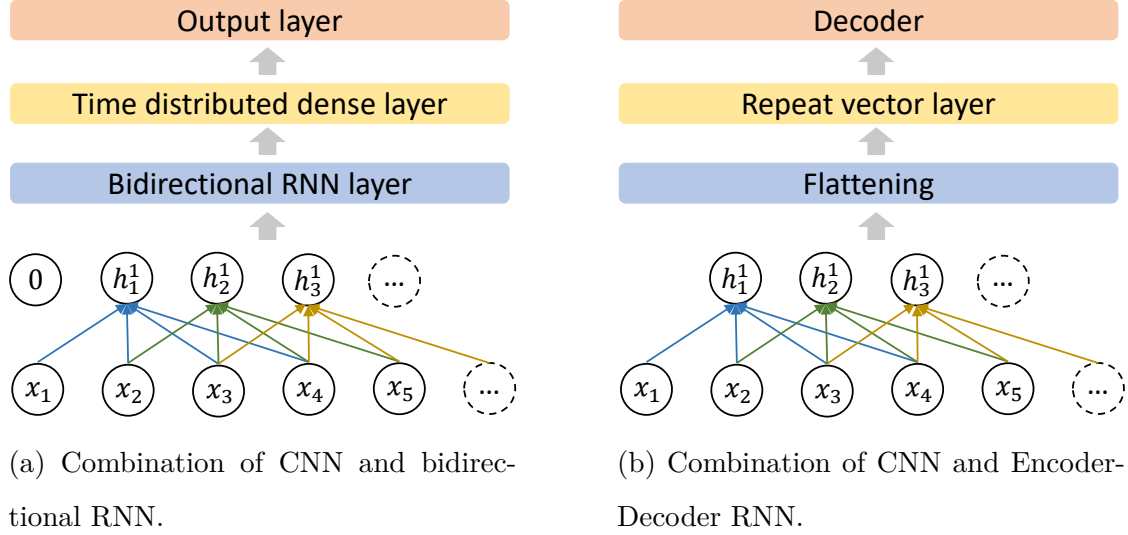 Output layer
Time distributed dense layer
Bidirectional RNN layer
0 h₁¹ h₂¹ h₃¹ ...
x₁ x₂ x₃ x₄ x₅ ...
(a) Combination of CNN and bidirec-
tional RNN.
Decoder
Repeat vector layer
Flattening
h₁¹ h₂¹ h₃¹ ...
x₁ x₂ x₃ x₄ x₅ ...
(b) Combination of CNN and Encoder-
Decoder RNN.